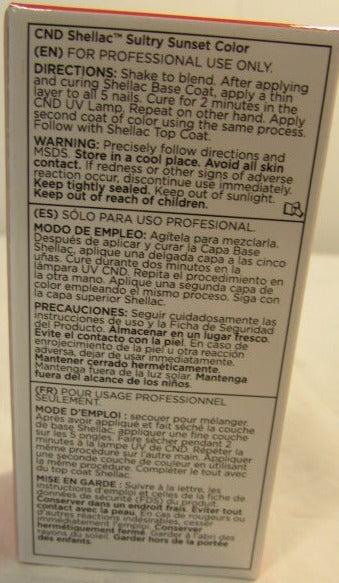 CND Shellac™ Sultry Sunset Color
(EN) FOR PROFESSIONAL USE ONLY.
DIRECTIONS: Shake to blend. After applying
and curing Shellac Base Coat, apply a thin
layer to all 5 nails. Cure for 2 minutes in the
CND UV Lamp. Repeat on other hand. Apply
second coat of color using the same process.
Follow with Shellac Top Coat.
WARNING: Precisely follow directions and
MSDS. Store in a cool place. Avoid all skin
contact. If redness or other signs of adverse
reaction occur, discontinue use immediately.
Keep tightly sealed. Keep out of sunlight.
Keep out of reach of children.
(ES) SÓLO PARA USO PROFESIONAL.
MODO DE EMPLEO: Agítela para mezclarla.
Después de aplicar y curar la Capa Base
Shellac, aplique una delgada capa a las cinco
uñas. Cure durante dos minutos en la
lámpara UV CND. Repita el procedimiento en
la otra mano. Aplique una segunda capa de
color empleando el mismo proceso. Siga con
la capa superior Shellac.
PRECAUCIONES: Seguir cuidadosamente las
instrucciones de uso y la Ficha de Seguridad
del Producto. Almacenar en un lugar fresco.
Evite el contacto con la piel. En caso de
enrojecimiento de la piel u otra reacción
adversa, dejar de usar inmediatamente.
Mantener cerrado herméticamente.
Mantenga fuera de la luz solar. Mantenga
fuera del alcance de los niños.
(FR) POUR USAGE PROFESSIONNEL
SEULEMENT.
MODE D'EMPLOI : secouer pour mélanger.
Après avoir appliqué et fait séché la couche
de base Shellac, appliquer une fine couche
sur les 5 ongles. Faire sécher pendant 2
minutes à la lampe UV de CND. Répéter la
même procédure sur l'autre main. Appliquer
une seconde couche de couleur en utilisant
la même procédure. Compléter le tout avec
du top coat Shellac.
MISE EN GARDE : Suivre à la lettre, les
instructions d'emploi et celles de la fiche de
données de sécurité (FDS) du produit.
Conserver dans un endroit frais. Éviter tout
contact avec la peau. En cas de rougeurs ou
d'autres réactions indésirables, cesser
immédiatement l'emploi. Garder
hermétiquement fermé. Garder à l'abri des
rayons du soleil. Garder hors de la portée
des enfants.